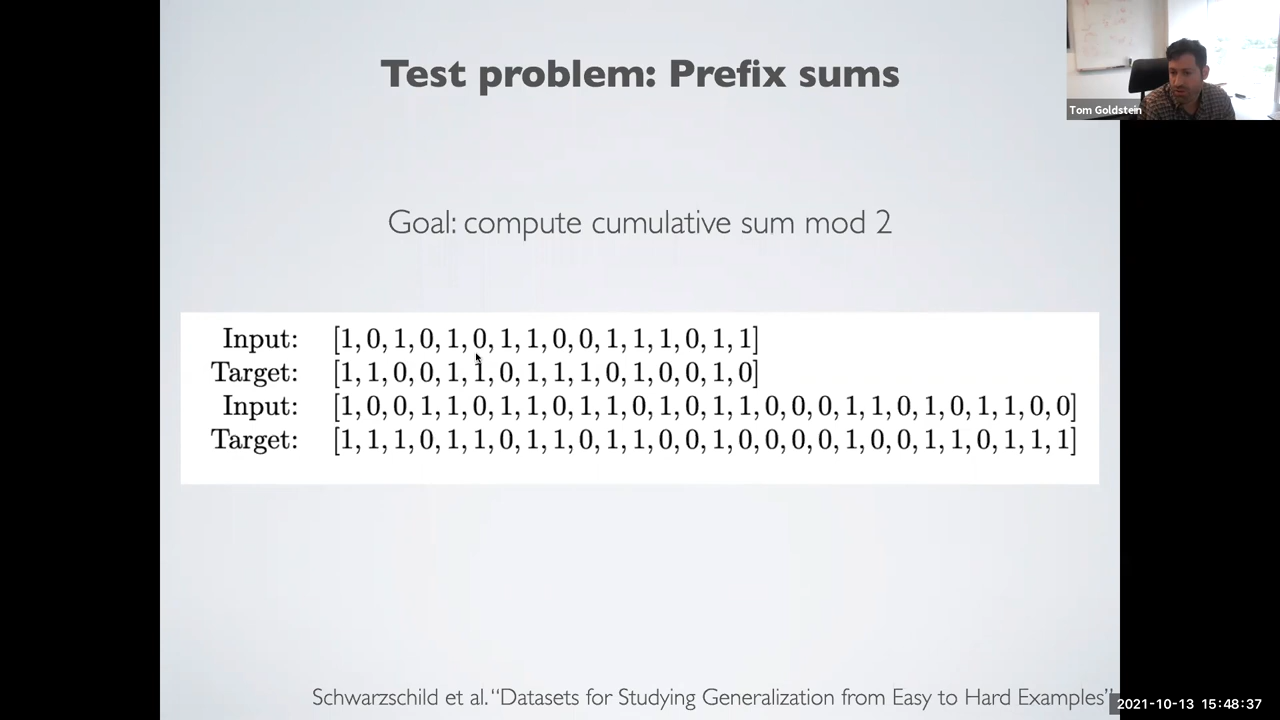 Test problem: Prefix sums
Tom Goldstein
Goal: compute cumulative sum mod 2
Input: [1, 0, 1, 0, 1, 0, 1, 1, 0, 0, 1, 1, 1, 0, 1, 1]
Target: [1, 1, 0, 0, 1, 1, 0, 1, 1, 1, 0, 1, 0, 0, 1, 0]
Input: [1, 0, 0, 1, 1, 0, 1, 1, 0, 1, 1, 0, 1, 0, 1, 1, 0, 0, 0, 1, 1, 0, 1, 0, 1, 1, 0, 0]
Target: [1, 1, 1, 0, 1, 1, 0, 1, 1, 0, 1, 1, 0, 0, 1, 0, 0, 0, 0, 1, 0, 0, 1, 1, 0, 1, 1, 1]
Schwarzschild et al. “Datasets for Studying Generalization from Easy to Hard Examples”
2021-10-13 15:48:37